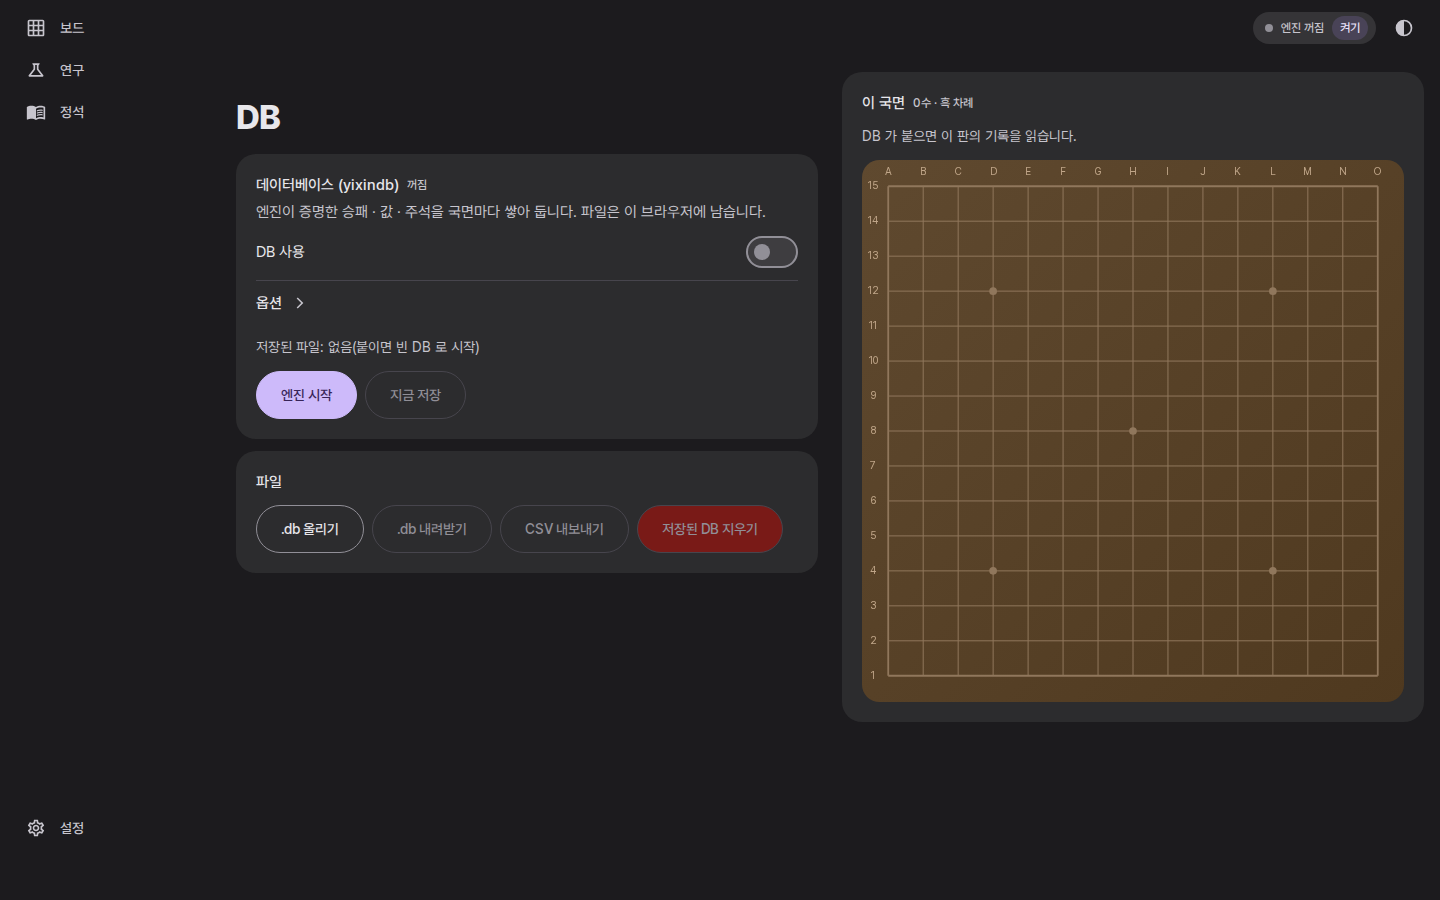 보드
연구
정석
설정
엔진 꺼짐 켜기
DB
데이터베이스 (yixindb) 꺼짐
엔진이 증명한 승패 · 값 · 주석을 국면마다 쌓아 둡니다. 파일은 이 브라우저에 남습니다.
DB 사용
옵션
저장된 파일: 없음(붙이면 빈 DB 로 시작)
엔진 시작 지금 저장
파일
.db 올리기 .db 내려받기 CSV 내보내기 저장된 DB 지우기
이 국면 0수 · 흑 차례
DB 가 붙으면 이 판의 기록을 읽습니다.
A B C D E F G H I J K L M N O
15
14
13
12
11
10
9
8
7
6
5
4
3
2
1